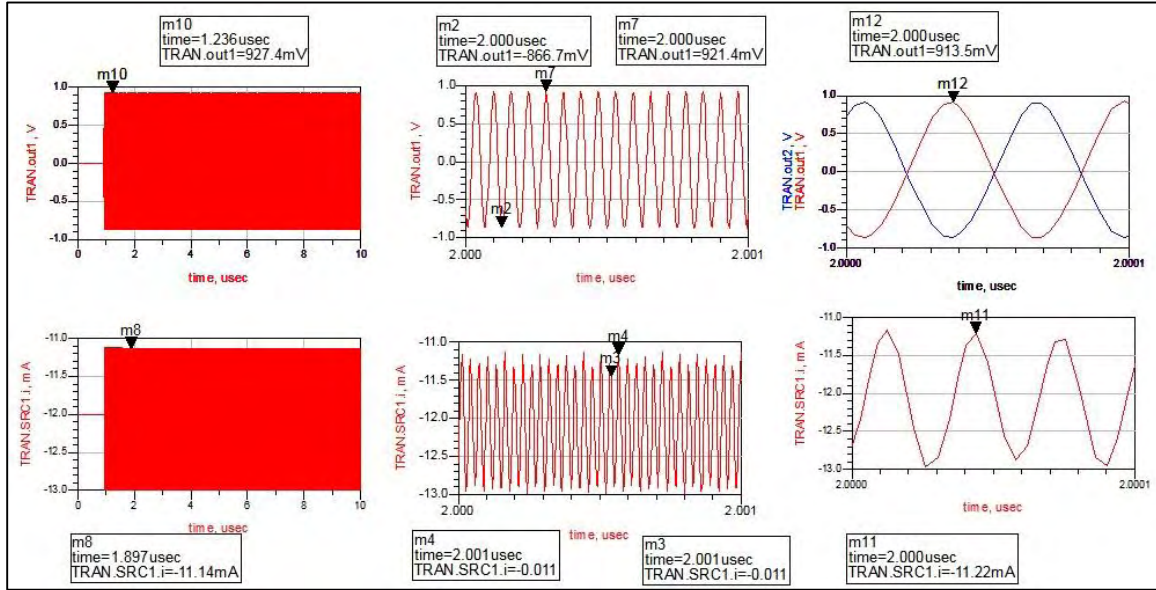 m10
time=1.236usec
TRAN.out1=927.4mV
m2
time=2.000usec
TRAN.out1=-866.7mV
m7
time=2.000usec
TRAN.out1=921.4mV
m12
time=2.000usec
TRAN.out1=913.5mV
m10
TRAN.out1, V
1.0
0.5
0.0
-0.5
-1.0
0 2 4 6 8 10
time, usec
m7
m2
TRAN.out1, V
1.0
0.5
0.0
-0.5
-1.0
2.000 2.001
time, usec
m12
TRAN.out2, V
TRAN.out1, V
1.0
0.5
0.0
-0.5
-1.0
2.0000 2.0001
time, usec
m8
TRAN.SRC1.i, mA
-11.0
-11.5
-12.0
-12.5
-13.0
0 2 4 6 8 10
time, usec
m4
m3
TRAN.SRC1.i, mA
-11.0
-11.5
-12.0
-12.5
-13.0
2.000 2.001
time, usec
m11
TRAN.SRC1.i, mA
-11.0
-11.5
-12.0
-12.5
-13.0
2.0000 2.0001
time, usec
m8
time=1.897usec
TRAN.SRC1.i=-11.14mA
m4
time=2.001usec
TRAN.SRC1.i=-0.011
m3
time=2.001usec
TRAN.SRC1.i=-0.011
m11
time=2.000usec
TRAN.SRC1.i=-11.22mA